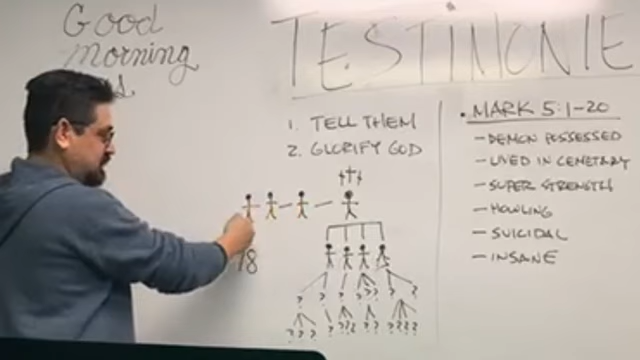 Good
Morning
TESTIMONIE
1. TELL THEM
2. GLORIFY GOD
18
? ? ? ? ? ? ?
? ? ? ? ? ? ? ? ? ? ?
• MARK 5:1-20
- DEMON POSSESSED
- LIVED IN CEMETARY
- SUPER STRENGTH
- HOWLING
- SUICIDAL
- INSANE